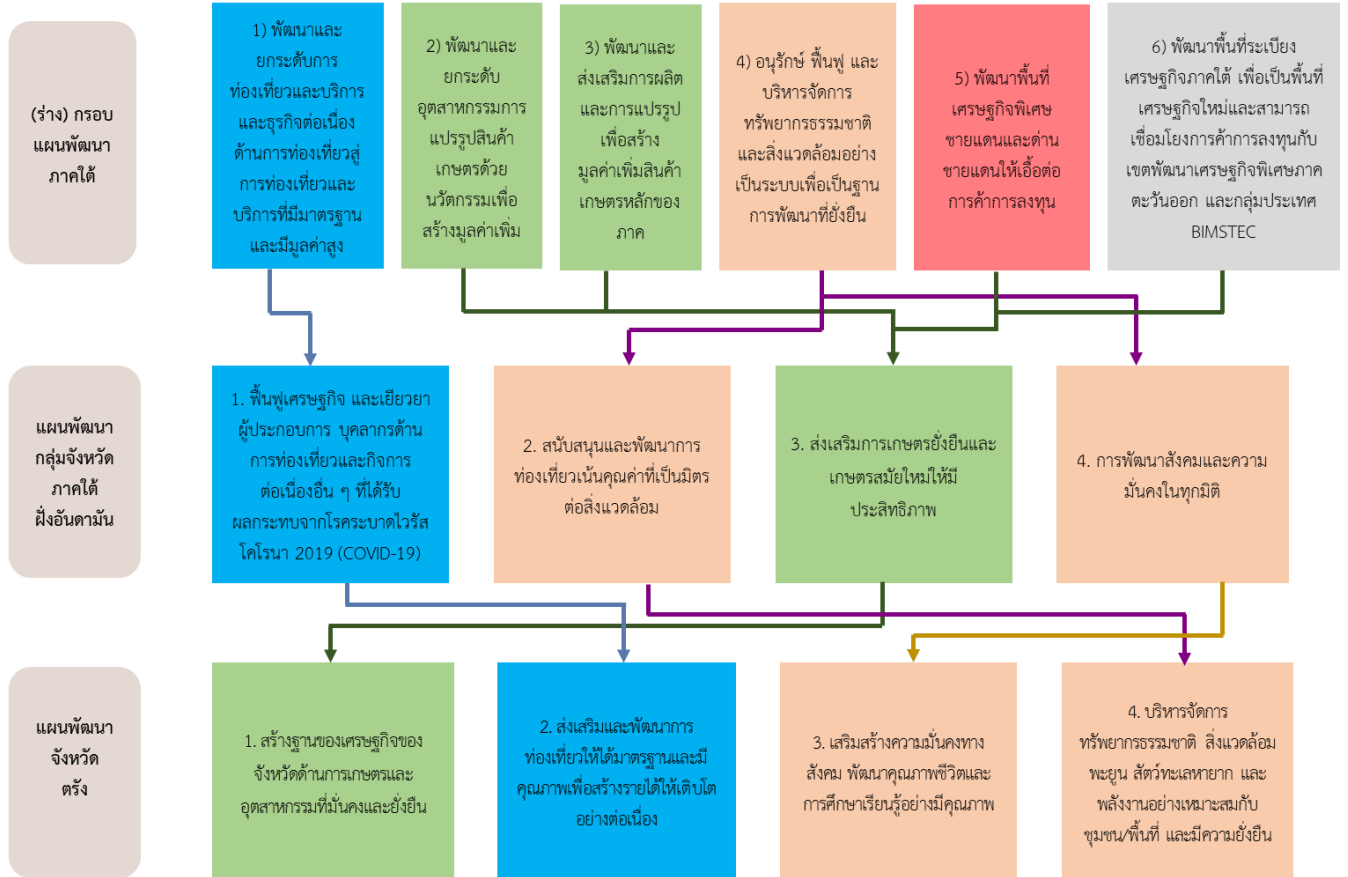 (ร่าง) กรอบ
แผนพัฒนา
ภาคใต้
1) พัฒนาและ
ยกระดับการ
ท่องเที่ยวและบริการ
และธุรกิจต่อเนื่อง
ด้านการท่องเที่ยวสู่
การท่องเที่ยวและ
บริการที่มีมาตรฐาน
และมีมูลค่าสูง
2) พัฒนาและ
ยกระดับ
อุตสาหกรรมการ
แปรรูปสินค้า
เกษตรด้วย
นวัตกรรมเพื่อ
สร้างมูลค่าเพิ่ม
3) พัฒนาและ
ส่งเสริมการผลิต
และการแปรรูป
เพื่อสร้าง
มูลค่าเพิ่มสินค้า
เกษตรหลักของ
ภาค
4) อนุรักษ์ ฟื้นฟู และ
บริหารจัดการ
ทรัพยากรธรรมชาติ
และสิ่งแวดล้อมอย่าง
เป็นระบบเพื่อเป็นฐาน
การพัฒนาที่ยั่งยืน
5) พัฒนาพื้นที่
เศรษฐกิจพิเศษ
ชายแดนและด่าน
ชายแดนให้เอื้อต่อ
การค้าการลงทุน
6) พัฒนาพื้นที่ระเบียง
เศรษฐกิจภาคใต้ เพื่อเป็นพื้นที่
เศรษฐกิจใหม่และสามารถ
เชื่อมโยงการค้าการลงทุนกับ
เขตพัฒนาเศรษฐกิจพิเศษภาค
ตะวันออก และกลุ่มประเทศ
BIMSTEC
แผนพัฒนา
กลุ่มจังหวัด
ภาคใต้
ฝั่งอันดามัน
1. ฟื้นฟูเศรษฐกิจ และเยียวยา
ผู้ประกอบการ บุคลากรด้าน
การท่องเที่ยวและกิจการ
ต่อเนื่องอื่น ๆ ที่ได้รับ
ผลกระทบจากโรคระบาดไวรัส
โคโรนา 2019 (COVID-19)
2. สนับสนุนและพัฒนาการ
ท่องเที่ยวเน้นคุณค่าที่เป็นมิตร
ต่อสิ่งแวดล้อม
3. ส่งเสริมการเกษตรยั่งยืนและ
เกษตรสมัยใหม่ให้มี
ประสิทธิภาพ
4. การพัฒนาสังคมและความ
มั่นคงในทุกมิติ
แผนพัฒนา
จังหวัด
ตรัง
1. สร้างฐานของเศรษฐกิจของ
จังหวัดด้านการเกษตรและ
อุตสาหกรรมที่มั่นคงและยั่งยืน
2. ส่งเสริมและพัฒนาการ
ท่องเที่ยวให้ได้มาตรฐานและมี
คุณภาพเพื่อสร้างรายได้ให้เติบโต
อย่างต่อเนื่อง
3. เสริมสร้างความมั่นคงทาง
สังคม พัฒนาคุณภาพชีวิตและ
การศึกษาเรียนรู้อย่างมีคุณภาพ
4. บริหารจัดการ
ทรัพยากรธรรมชาติ สิ่งแวดล้อม
พะยูน สัตว์ทะเลหายาก และ
พลังงานอย่างเหมาะสมกับ
ชุมชน/พื้นที่ และมีความยั่งยืน